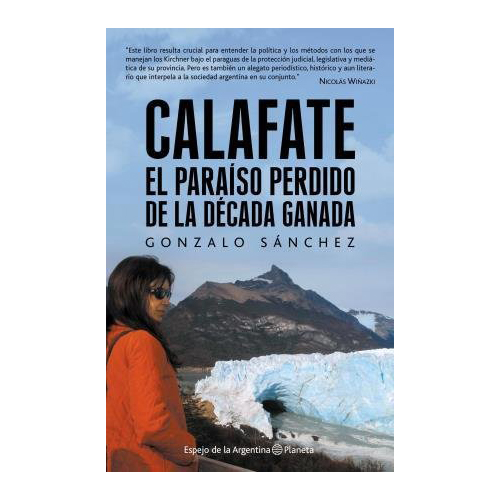 "Este libro resulta crucial para entender la política y los métodos con los que se
manejan los Kirchner bajo el paraguas de la protección judicial, legislativa y mediá-
tica de su provincia. Pero es también un alegato periodístico, histórico y aun litera-
rio que interpela a la sociedad argentina en su conjunto."
NICOLÁS WIÑAZKI
CALAFATE
EL PARAÍSO PERDIDO
DE LA DÉCADA GANADA
GONZALO SÁNCHEZ
Espejo de la Argentina Planeta